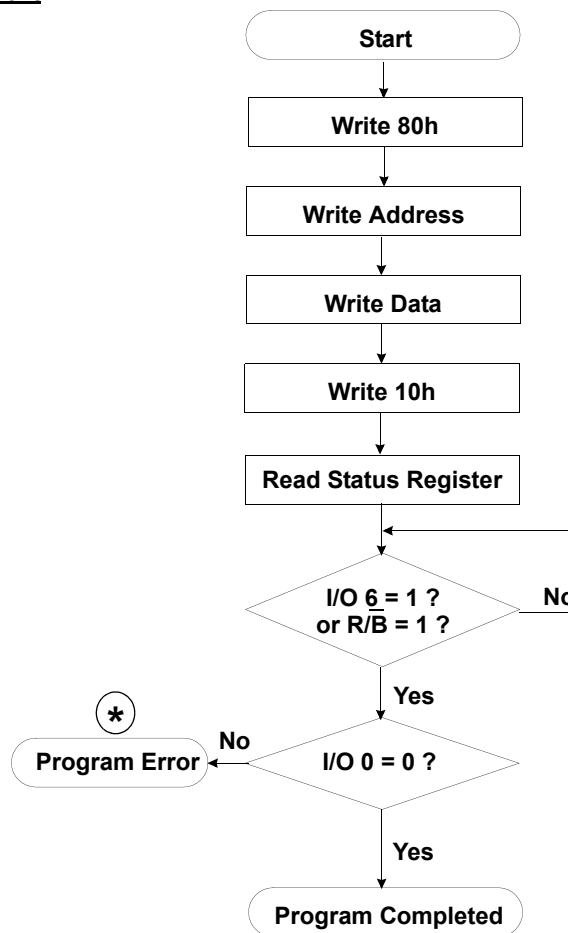 Start
Write 80h
Write Address
Write Data
Write 10h
Read Status Register
I/O 6 = 1 ?
or R/B̅ = 1 ?
Yes
*
No
Program Error
I/O 0 = 0 ?
Yes
Program Completed